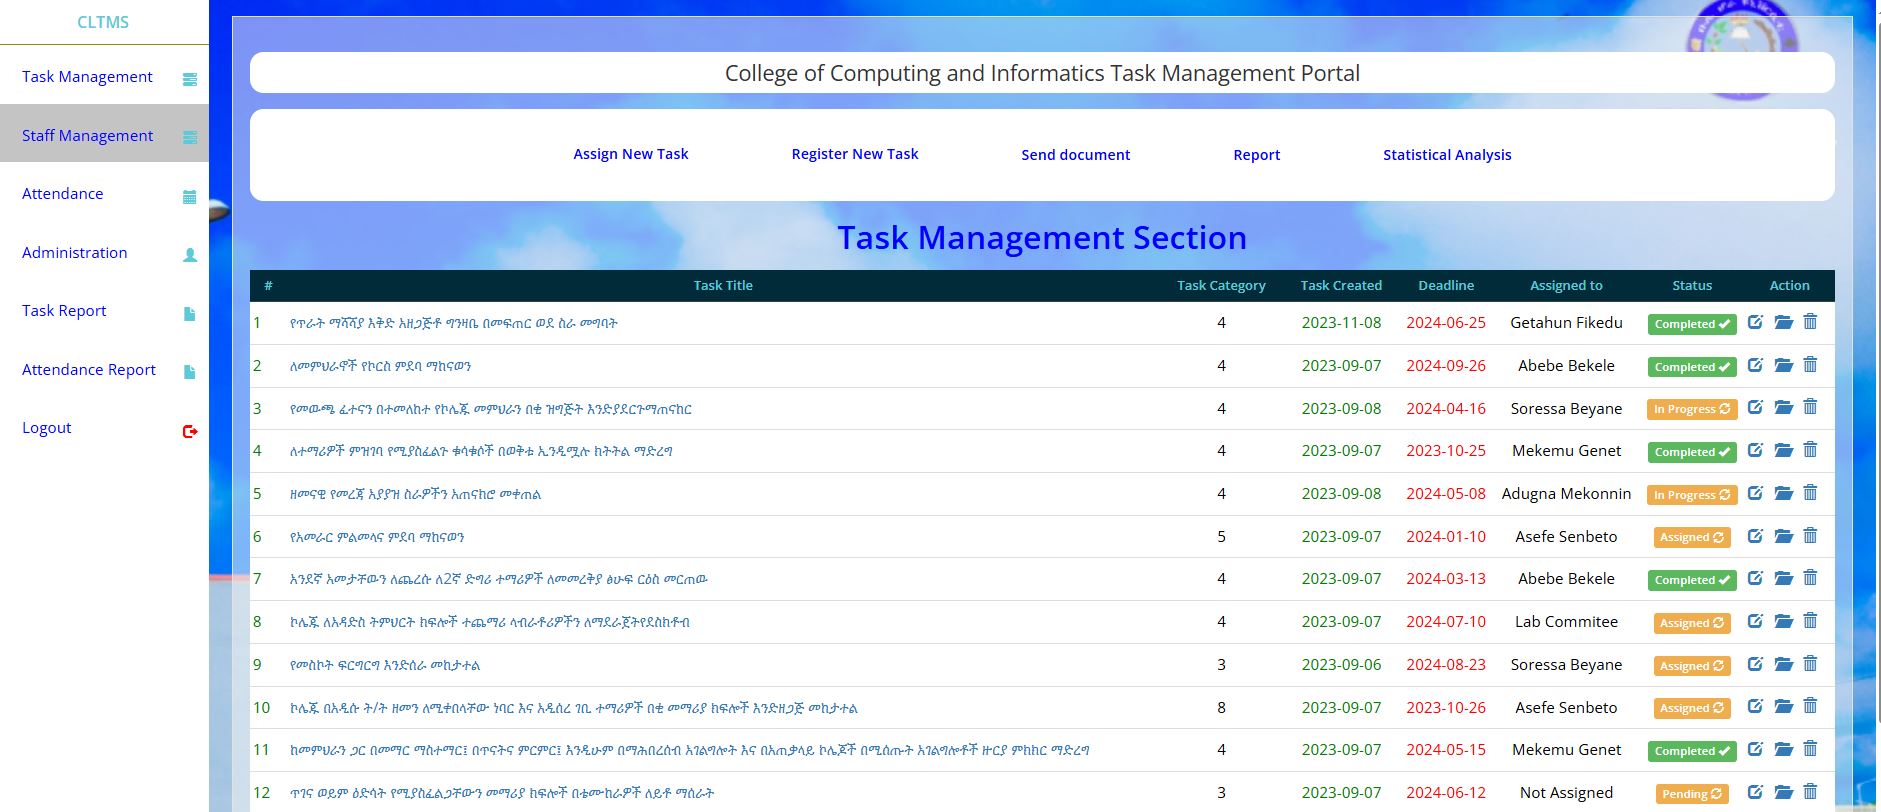 CLTMS
Task Management
Staff Management
Attendance
Administration
Task Report
Attendance Report
Logout
College of Computing and Informatics Task Management Portal
Assign New Task Register New Task Send document Report Statistical Analysis
Task Management Section
# Task Title Task Category Task Created Deadline Assigned to Status Action
1 የጥራት ማሻሻያ እቅድ አዘጋጅቶ ግንዛቤ በመፍጠር ወደ ስራ መግባት 4 2023-11-08 2024-06-25 Getahun Fikedu Completed
2 ለመምህራኖች የኮርስ ምደባ ማከናወን 4 2023-09-07 2024-09-26 Abebe Bekele Completed
3 የመውጫ ፈተናን በተመለከተ የኮሌጁ መምህራን በቂ ዝግጅት እንድያደርጉማጠናከር 4 2023-09-08 2024-04-16 Soressa Beyane In Progress
4 ለተማሪዎች ምዝገባ የሚያስፈልጉ ቁሳቁሶች በወቅቱ ኢንዲሟሉ ክትትል ማድረግ 4 2023-09-07 2023-10-25 Mekemu Genet Completed
5 ዘመናዊ የመረጃ አያያዝ ስራዎችን አጠናክሮ መቀጠል 4 2023-09-08 2024-05-08 Adugna Mekonnin In Progress
6 የአመራር ምልመላና ምደባ ማከናወን 5 2023-09-07 2024-01-10 Asefe Senbeto Assigned
7 አንደኛ አመታቸውን ለጨረሱ ለ2ኛ ድግሪ ተማሪዎች ለመመረቅያ ፅሁፍ ርዕስ መርጠው 4 2023-09-07 2024-03-13 Abebe Bekele Completed
8 ኮሌጁ ለአዳድስ ትምህርት ክፍሎች ተጨማሪ ላብራቶሪዎችን ለማደራጀትየደስክቶብ 4 2023-09-07 2024-07-10 Lab Commitee Assigned
9 የመስኮት ፍርግርግ እንድሰራ መከታተል 3 2023-09-06 2024-08-23 Soressa Beyane Assigned
10 ኮሌጁ በአዲሱ ት/ት ዘመን ለሚቀበላቸው ነባር እና አዲሰረ ገቢ ተማሪዎች በቂ መማሪያ ክፍሎች እንድዘጋጅ መከታተል 8 2023-09-07 2023-10-26 Asefe Senbeto Assigned
11 ከመምህራን ጋር በመማር ማስተማር፤ በጥናትና ምርምር፤ እንዲሁም በማሕበረሰብ አገልግሎት እና በአጠቃላይ ኮሌጆች በሚሰጡት አገልግሎቶች ዙርያ ምክክር ማድረግ 4 2023-09-07 2024-05-15 Mekemu Genet Completed
12 ጥገና ወይም ዕድሳት የሚያስፈልጋቸውን መማሪያ ክፍሎች በቴሙከራዎች ለይቶ ማሰራት 3 2023-09-07 2024-06-12 Not Assigned Pending